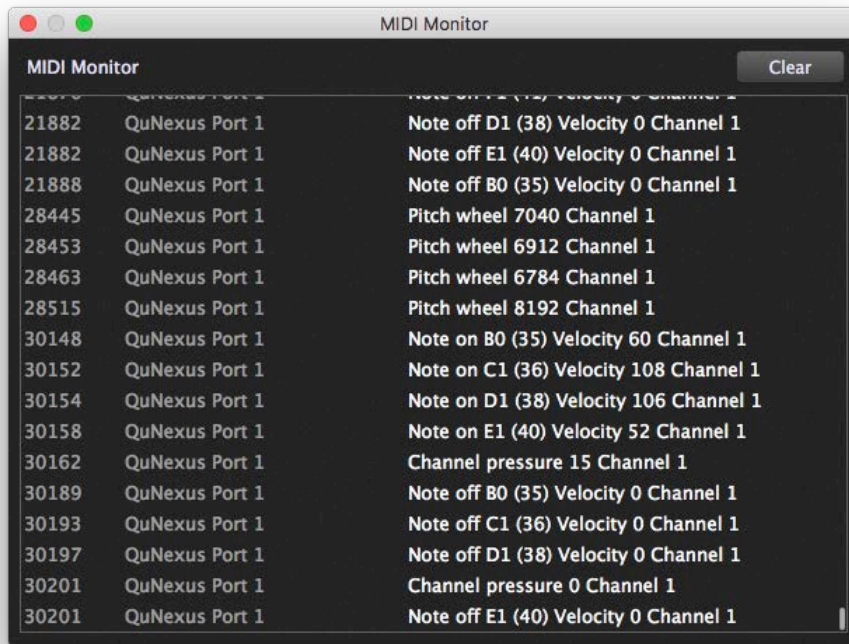 MIDI Monitor
MIDI Monitor
Clear
21882 QuNexus Port 1 Note off D1 (38) Velocity 0 Channel 1
21882 QuNexus Port 1 Note off E1 (40) Velocity 0 Channel 1
21888 QuNexus Port 1 Note off B0 (35) Velocity 0 Channel 1
28445 QuNexus Port 1 Pitch wheel 7040 Channel 1
28453 QuNexus Port 1 Pitch wheel 6912 Channel 1
28463 QuNexus Port 1 Pitch wheel 6784 Channel 1
28515 QuNexus Port 1 Pitch wheel 8192 Channel 1
30148 QuNexus Port 1 Note on B0 (35) Velocity 60 Channel 1
30152 QuNexus Port 1 Note on C1 (36) Velocity 108 Channel 1
30154 QuNexus Port 1 Note on D1 (38) Velocity 106 Channel 1
30158 QuNexus Port 1 Note on E1 (40) Velocity 52 Channel 1
30162 QuNexus Port 1 Channel pressure 15 Channel 1
30189 QuNexus Port 1 Note off B0 (35) Velocity 0 Channel 1
30193 QuNexus Port 1 Note off C1 (36) Velocity 0 Channel 1
30197 QuNexus Port 1 Note off D1 (38) Velocity 0 Channel 1
30201 QuNexus Port 1 Channel pressure 0 Channel 1
30201 QuNexus Port 1 Note off E1 (40) Velocity 0 Channel 1